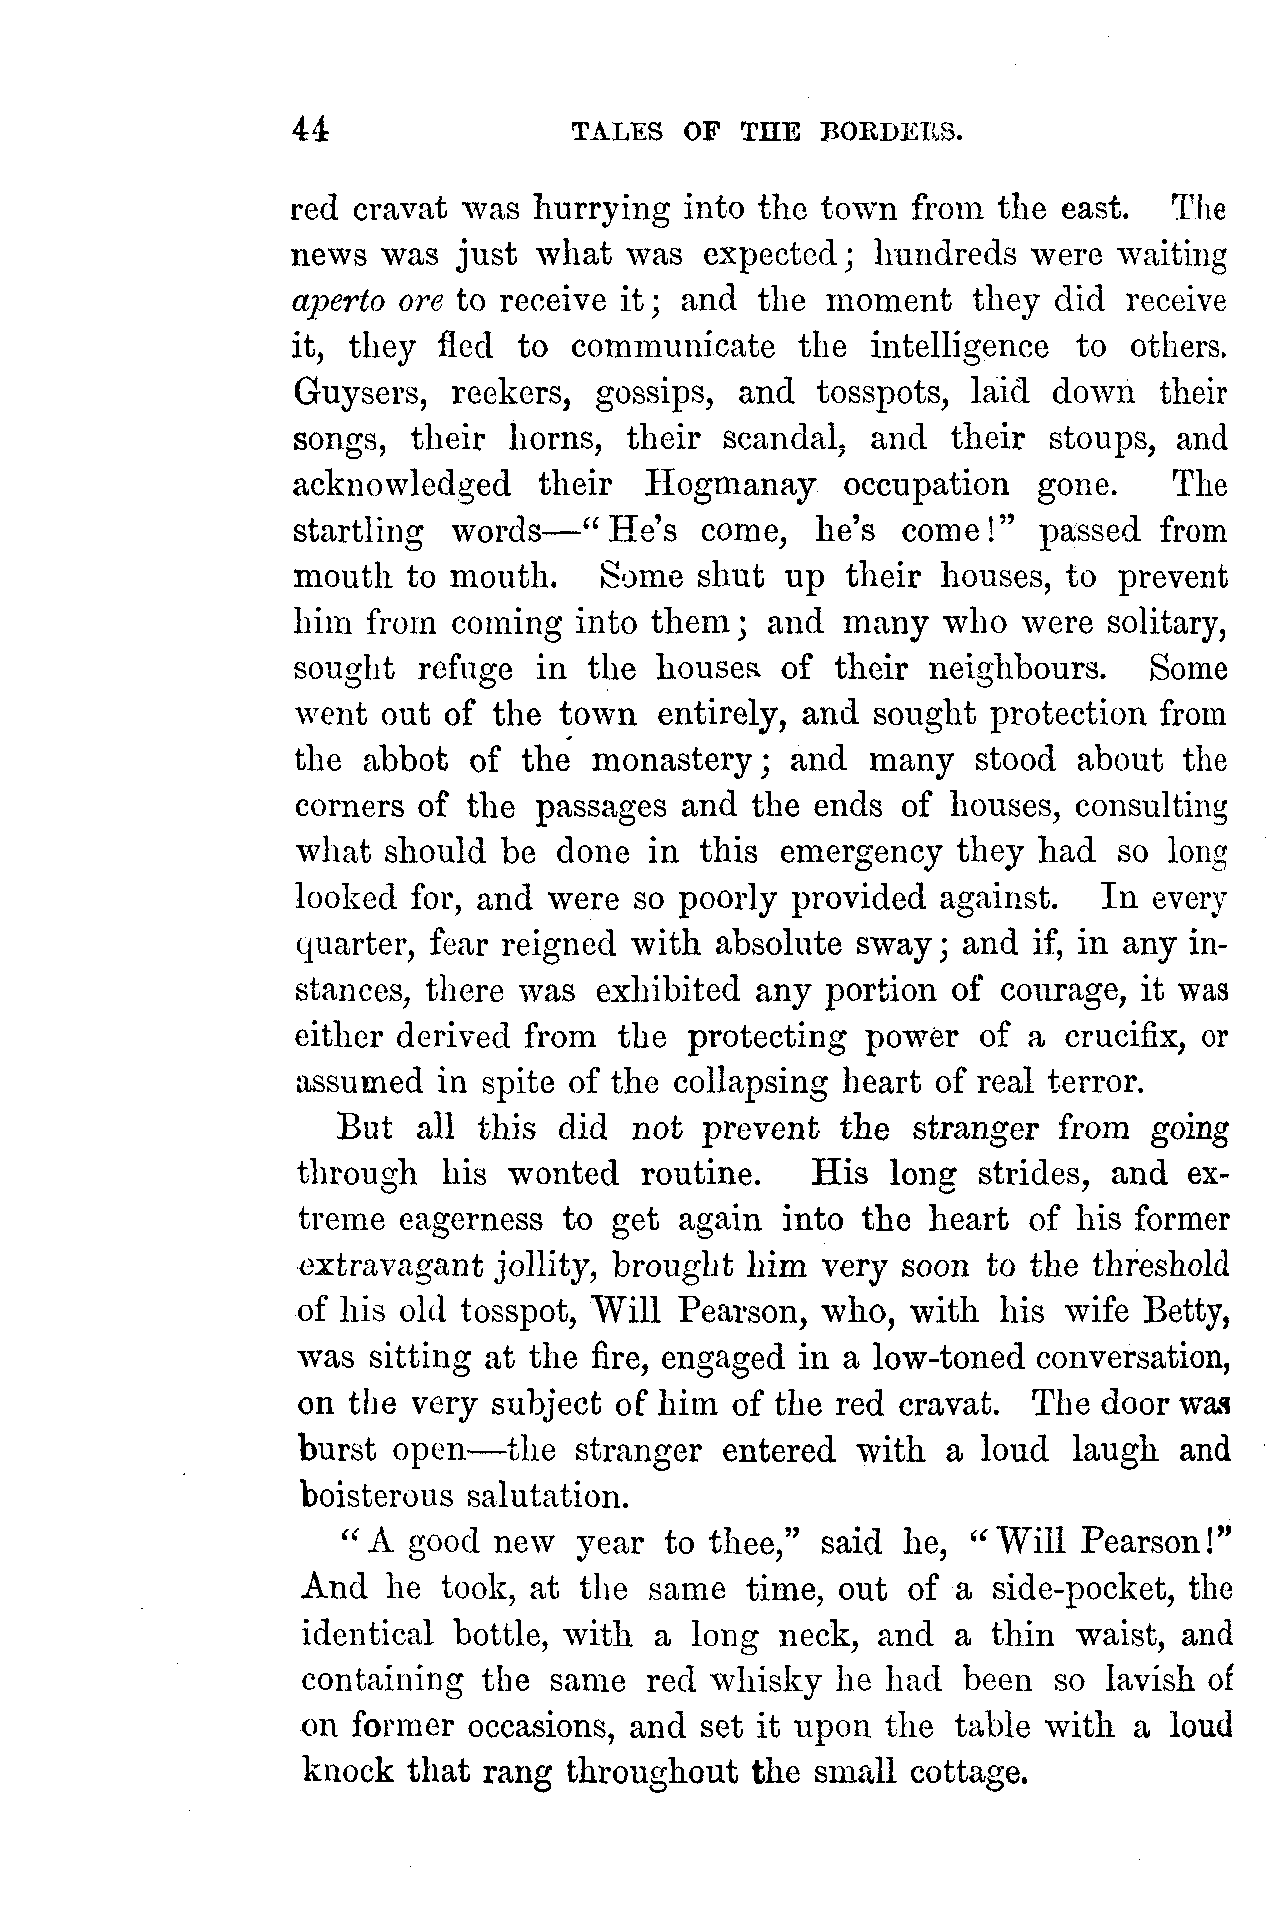 44 TALES OF THE BORDERS.
red cravat was hurrying into the town from the east. The
news was just what was expected; hundreds were waiting
aperto ore to receive it; and the moment they did receive
it, they fled to communicate the intelligence to others.
Guysers, reekers, gossips, and tosspots, laid down their
songs, their horns, their scandal, and their stoups, and
acknowledged their Hogmanay occupation gone. The
startling words—“He’s come, he’s come!” passed from
mouth to mouth. Some shut up their houses, to prevent
him from coming into them; and many who were solitary,
sought refuge in the houses of their neighbours. Some
went out of the town entirely, and sought protection from
the abbot of the monastery; and many stood about the
corners of the passages and the ends of houses, consulting
what should be done in this emergency they had so long
looked for, and were so poorly provided against. In every
quarter, fear reigned with absolute sway; and if, in any in-
stances, there was exhibited any portion of courage, it was
either derived from the protecting power of a crucifix, or
assumed in spite of the collapsing heart of real terror.
But all this did not prevent the stranger from going
through his wonted routine. His long strides, and ex-
treme eagerness to get again into the heart of his former
extravagant jollity, brought him very soon to the threshold
of his old tosspot, Will Pearson, who, with his wife Betty,
was sitting at the fire, engaged in a low-toned conversation,
on the very subject of him of the red cravat. The door was
burst open—the stranger entered with a loud laugh and
boisterous salutation.
“A good new year to thee,” said he, “Will Pearson!”
And he took, at the same time, out of a side-pocket, the
identical bottle, with a long neck, and a thin waist, and
containing the same red whisky he had been so lavish of
on former occasions, and set it upon the table with a loud
knock that rang throughout the small cottage.